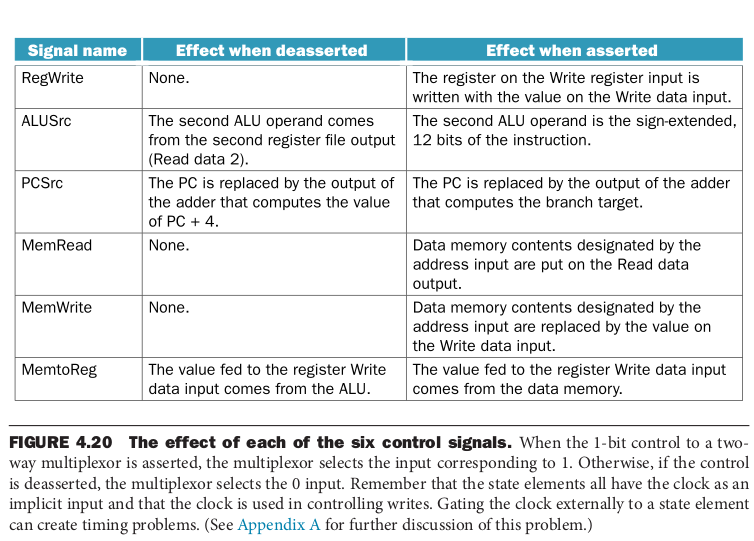 Signal name Effect when deasserted Effect when asserted
RegWrite None. The register on the Write register input is
written with the value on the Write data input.
ALUSrc The second ALU operand comes The second ALU operand is the sign-extended,
from the second register file output 12 bits of the instruction.
(Read data 2).
PCSrc The PC is replaced by the output of The PC is replaced by the output of the adder
the adder that computes the value that computes the branch target.
of PC + 4.
MemRead None. Data memory contents designated by the
address input are put on the Read data
output.
MemWrite None. Data memory contents designated by the
address input are replaced by the value on
the Write data input.
MemtoReg The value fed to the register Write The value fed to the register Write data input
data input comes from the ALU. comes from the data memory.
FIGURE 4.20 The effect of each of the six control signals. When the 1-bit control to a two-
way multiplexor is asserted, the multiplexor selects the input corresponding to 1. Otherwise, if the control
is deasserted, the multiplexor selects the 0 input. Remember that the state elements all have the clock as an
implicit input and that the clock is used in controlling writes. Gating the clock externally to a state element
can create timing problems. (See Appendix A for further discussion of this problem.)